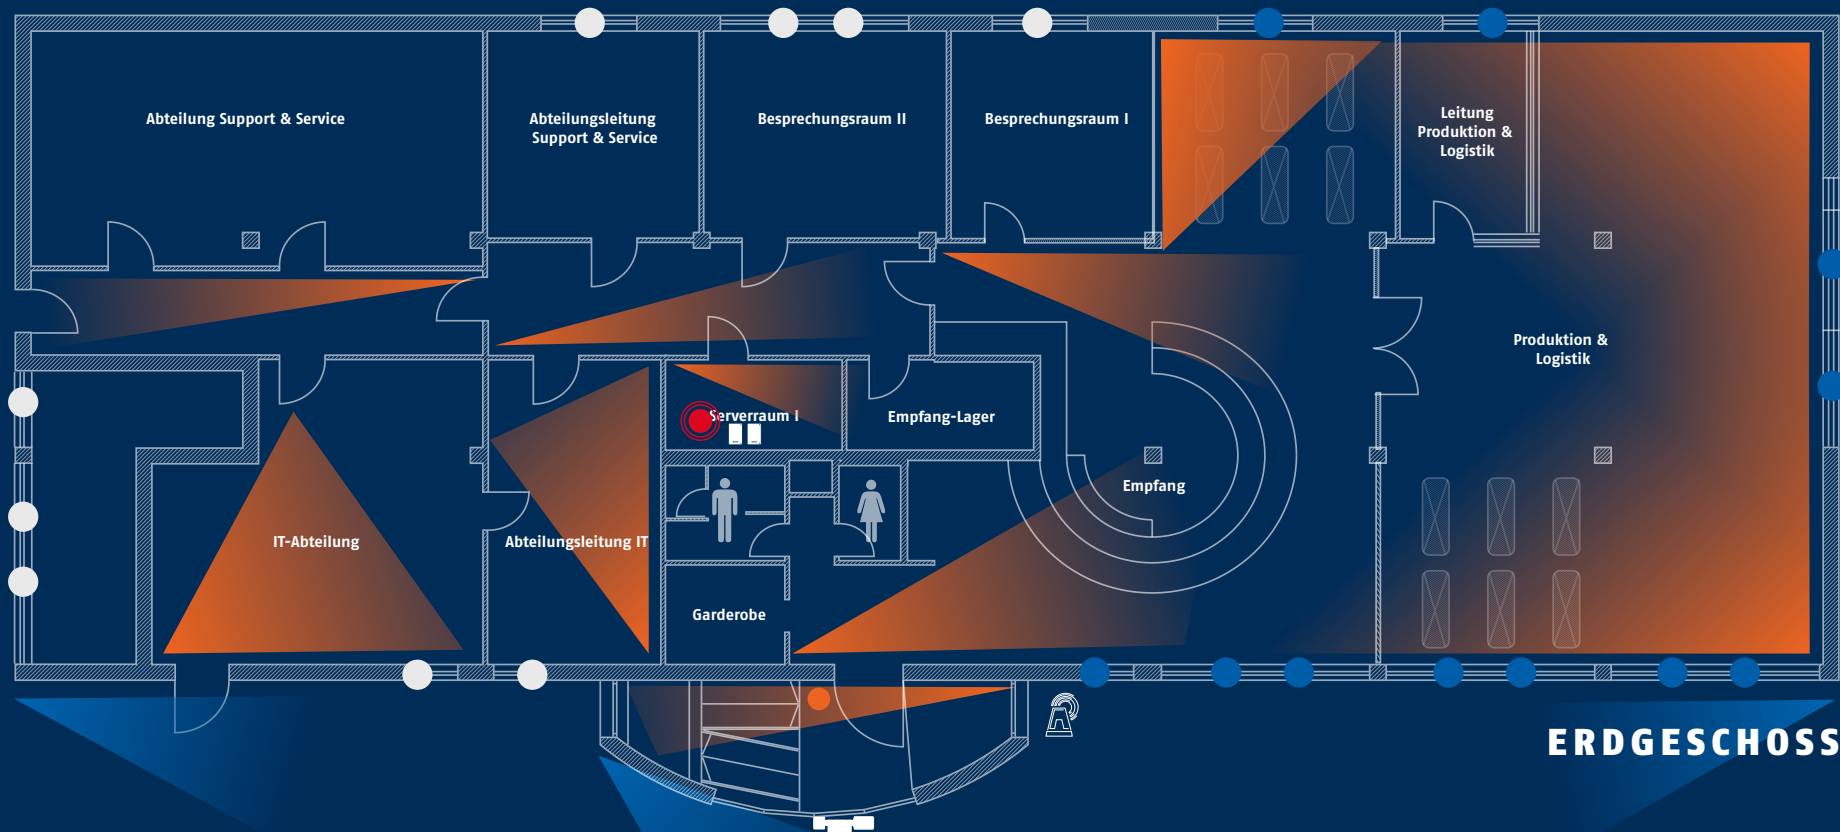 Abteilung Support & Service
Abteilungsleitung
Support & Service
Besprechungsraum II
Besprechungsraum I
Leitung
Produktion &
Logistik
Produktion &
Logistik
Serverraum I
Empfang-Lager
Empfang
IT-Abteilung
Abteilungsleitung IT
Garderobe
ERDGESCHOSS